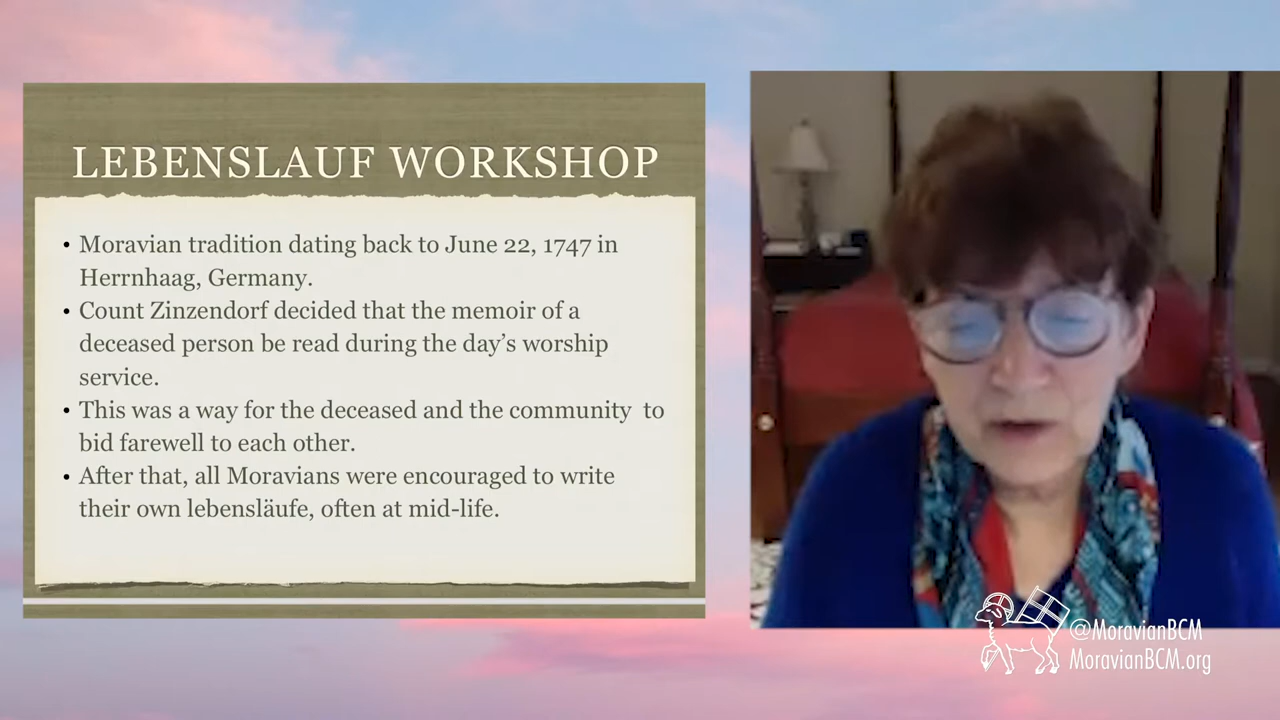 LEBENSLAUF WORKSHOP
• Moravian tradition dating back to June 22, 1747 in
Herrnhaag, Germany.
• Count Zinzendorf decided that the memoir of a
deceased person be read during the day’s worship
service.
• This was a way for the deceased and the community  to
bid farewell to each other.
• After that, all Moravians were encouraged to write
their own lebensläufe, often at mid-life.
@MoravianBCM
MoravianBCM.org